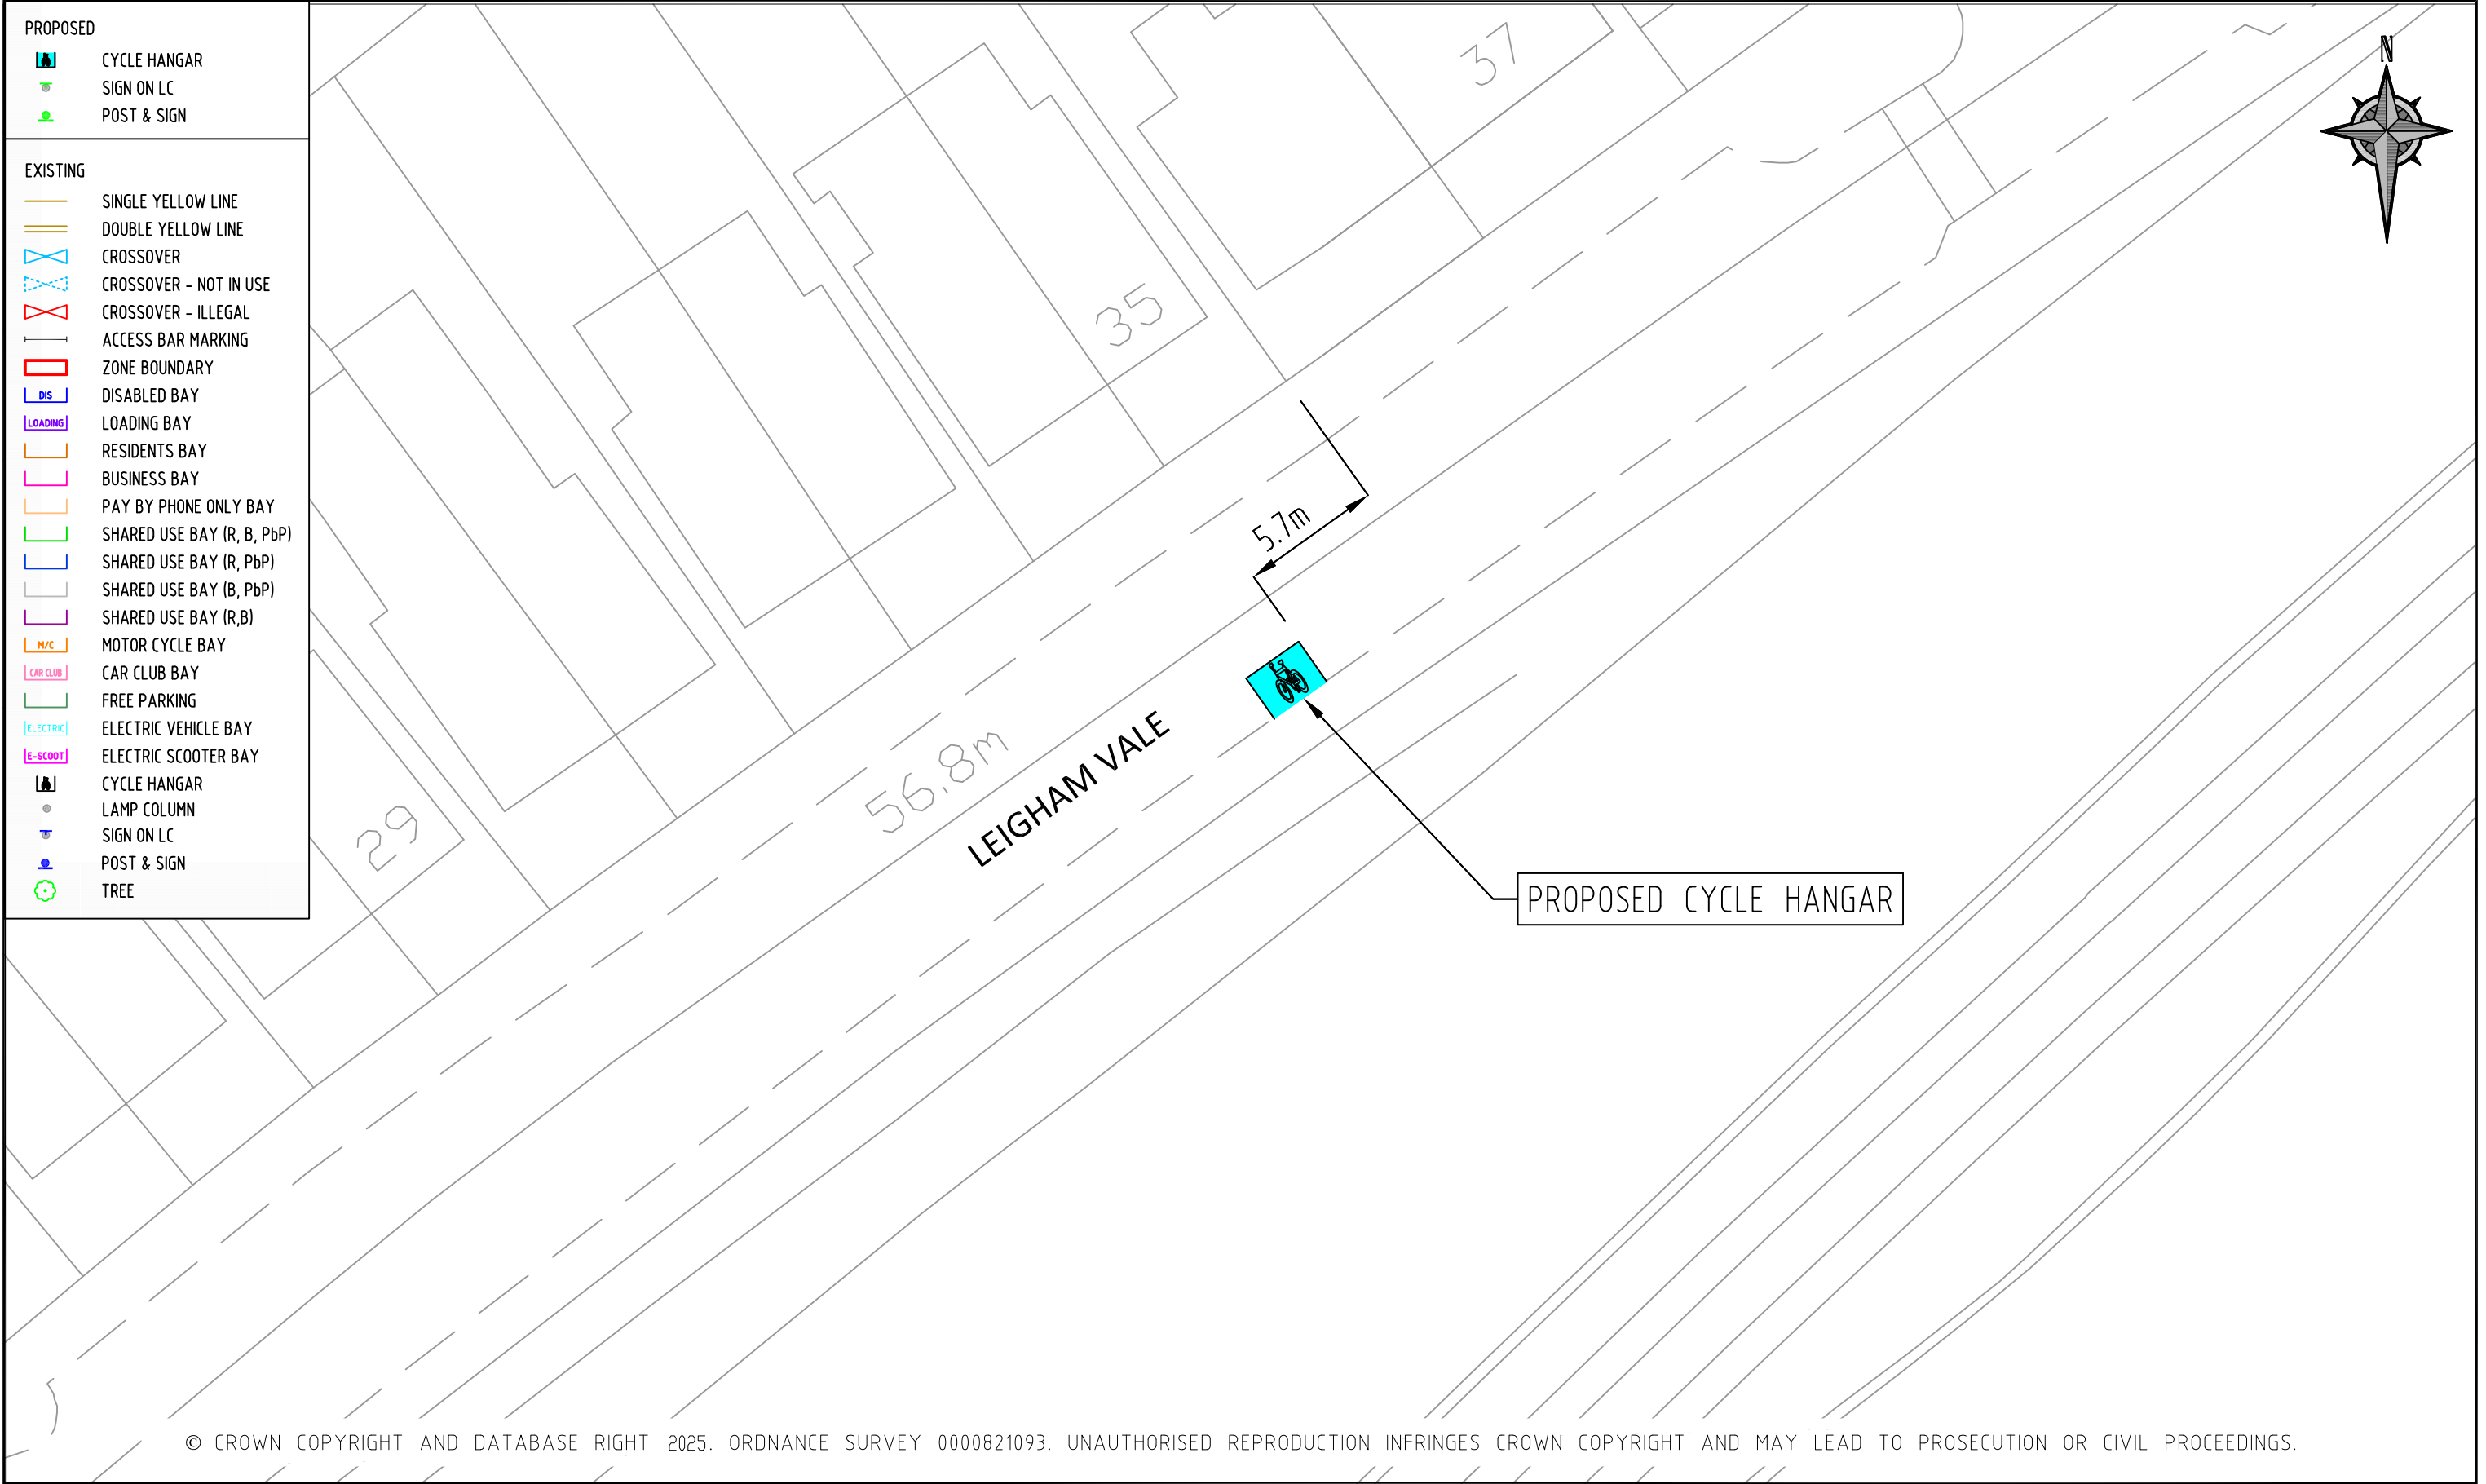 PROPOSED
CYCLE HANGAR
SIGN ON LC
POST & SIGN
EXISTING
SINGLE YELLOW LINE
DOUBLE YELLOW LINE
CROSSOVER
CROSSOVER - NOT IN USE
CROSSOVER - ILLEGAL
ACCESS BAR MARKING
ZONE BOUNDARY
DIS DISABLED BAY
LOADING LOADING BAY
RESIDENTS BAY
BUSINESS BAY
PAY BY PHONE ONLY BAY
SHARED USE BAY (R, B, PbP)
SHARED USE BAY (R, PbP)
SHARED USE BAY (B, PbP)
SHARED USE BAY (R,B)
M/C MOTOR CYCLE BAY
CAR CLUB CAR CLUB BAY
FREE PARKING
ELECTRIC ELECTRIC VEHICLE BAY
E-SCOOT ELECTRIC SCOOTER BAY
CYCLE HANGAR
LAMP COLUMN
SIGN ON LC
POST & SIGN
TREE
N
37
35
29
5.7m
56.8m
LEIGHAM VALE
PROPOSED CYCLE HANGAR
© CROWN COPYRIGHT AND DATABASE RIGHT 2025. ORDNANCE SURVEY 0000821093. UNAUTHORISED REPRODUCTION INFRINGES CROWN COPYRIGHT AND MAY LEAD TO PROSECUTION OR CIVIL PROCEEDINGS.